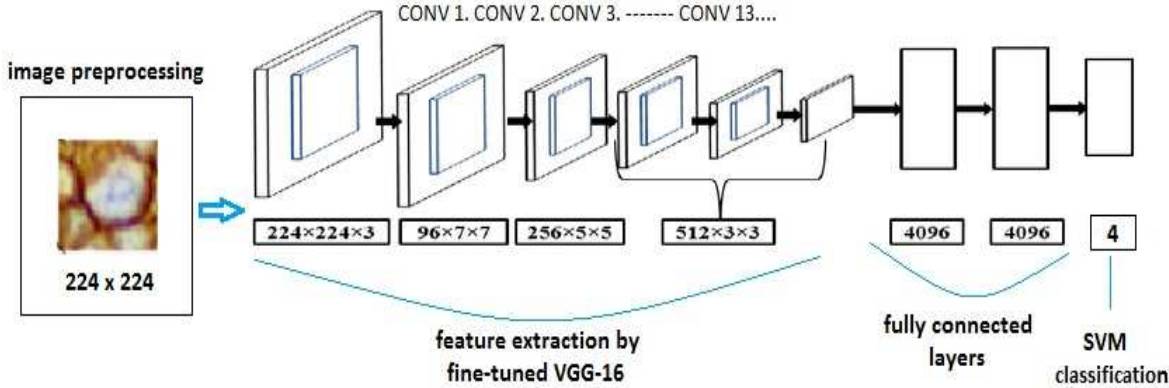 CONV 1. CONV 2. CONV 3. ------- CONV 13....
image preprocessing
224 x 224
224×224×3
96×7×7
256×5×5
512×3×3
4096
4096
4
feature extraction by
fine-tuned VGG-16
fully connected
layers
SVM
classification